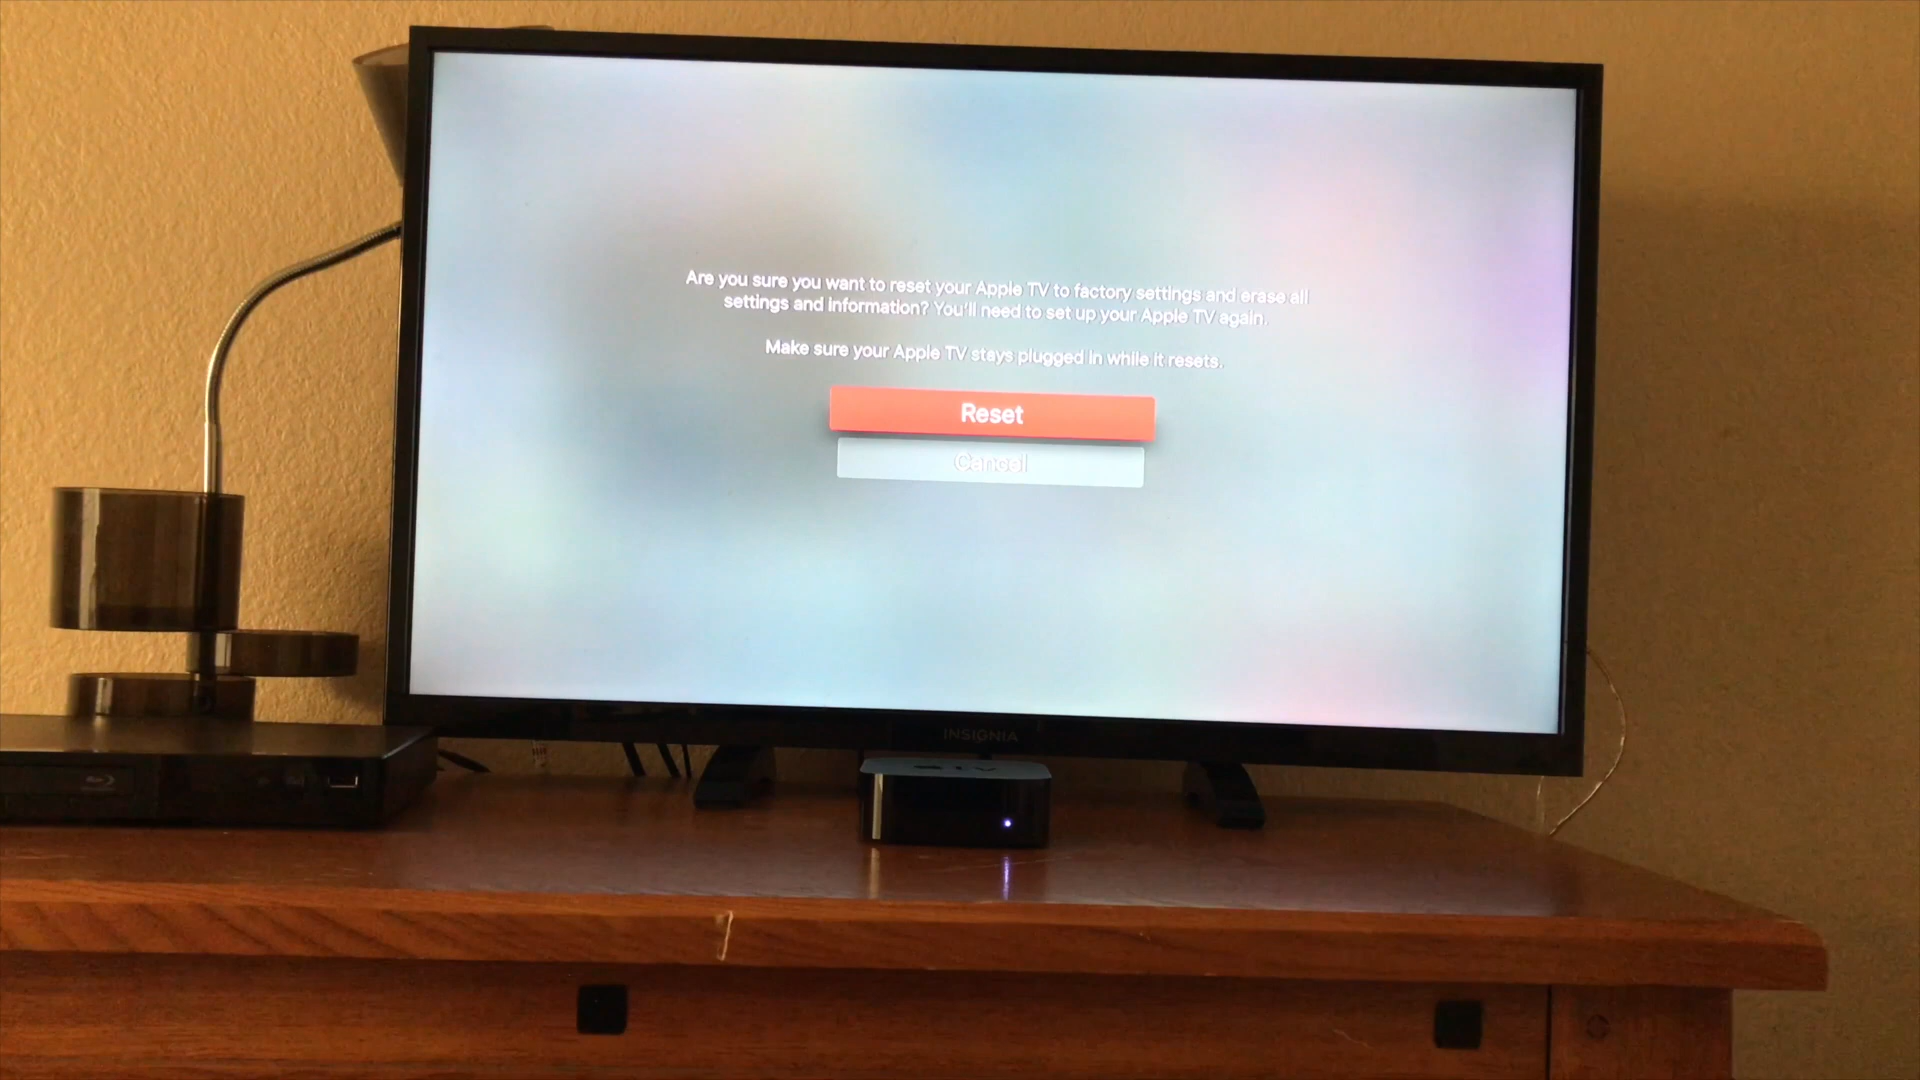 Are you sure you want to reset your Apple TV to factory settings and erase all
settings and information? You'll need to set up your Apple TV again.
Make sure your Apple TV stays plugged in while it resets.
Reset
Cancel
INSIGNIA
tv